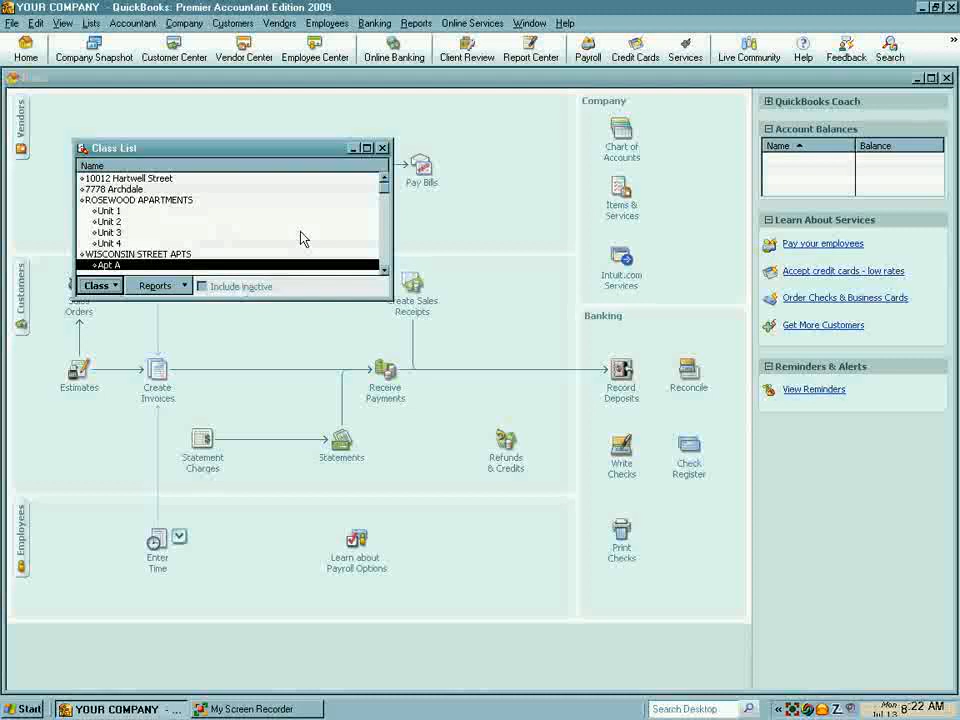 YOUR COMPANY - QuickBooks: Premier Accountant Edition 2009
File Edit View Lists Accountant Company Customers Vendors Employees Banking Reports Online Services Window Help
Home Company Snapshot Customer Center Vendor Center Employee Center Online Banking Client Review Report Center Payroll Credit Cards Services Live Community Help Feedback Search »
Vendors
Class List
Name
10012 Hartwell Street
7778 Archdale
ROSEWOOD APARTMENTS
Unit 1
Unit 2
Unit 3
Unit 4
WISCONSIN STREET APTS
Apt A
Class Reports Include inactive
Pay Bills
Customers
Orders
Create Sales
Receipts
Estimates
Create
Invoices
Receive
Payments
Statement
Charges
Statements
Refunds
& Credits
Employees
Enter
Time
Learn about
Payroll Options
Company
Chart of
Accounts
Items &
Services
Intuit.com
Services
Banking
Record
Deposits
Reconcile
Write
Checks
Check
Register
Print
Checks
QuickBooks Coach
Account Balances
Name Balance
Learn About Services
Pay your employees
Accept credit cards - low rates
Order Checks & Business Cards
Get More Customers
Reminders & Alerts
View Reminders
Start YOUR COMPANY - ... My Screen Recorder Search Desktop « Mon 8:22 AM
Jul 13